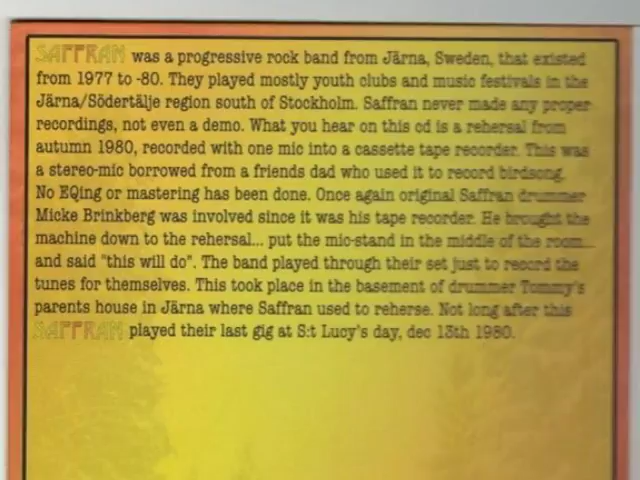 SAFFRAN was a progressive rock band from Järna, Sweden, that existed
from 1977 to -80. They played mostly youth clubs and music festivals in the
Järna/Södertälje region south of Stockholm. Saffran never made any proper
recordings, not even a demo. What you hear on this cd is a rehersal from
autumn 1980, recorded with one mic into a cassette tape recorder. This was
a stereo-mic borrowed from a friends dad who used it to record birdsong.
No EQing or mastering has been done. Once again original Saffran drummer
Micke Brinkberg was involved since it was his tape recorder. He brought the
machine down to the rehersal... put the mic-stand in the middle of the room...
and said "this will do". The band played through their set just to record the
tunes for themselves. This took place in the basement of drummer Tommy's
parents house in Järna where Saffran used to reherse. Not long after this
SAFFRAN played their last gig at S:t Lucy's day, dec 13th 1980.